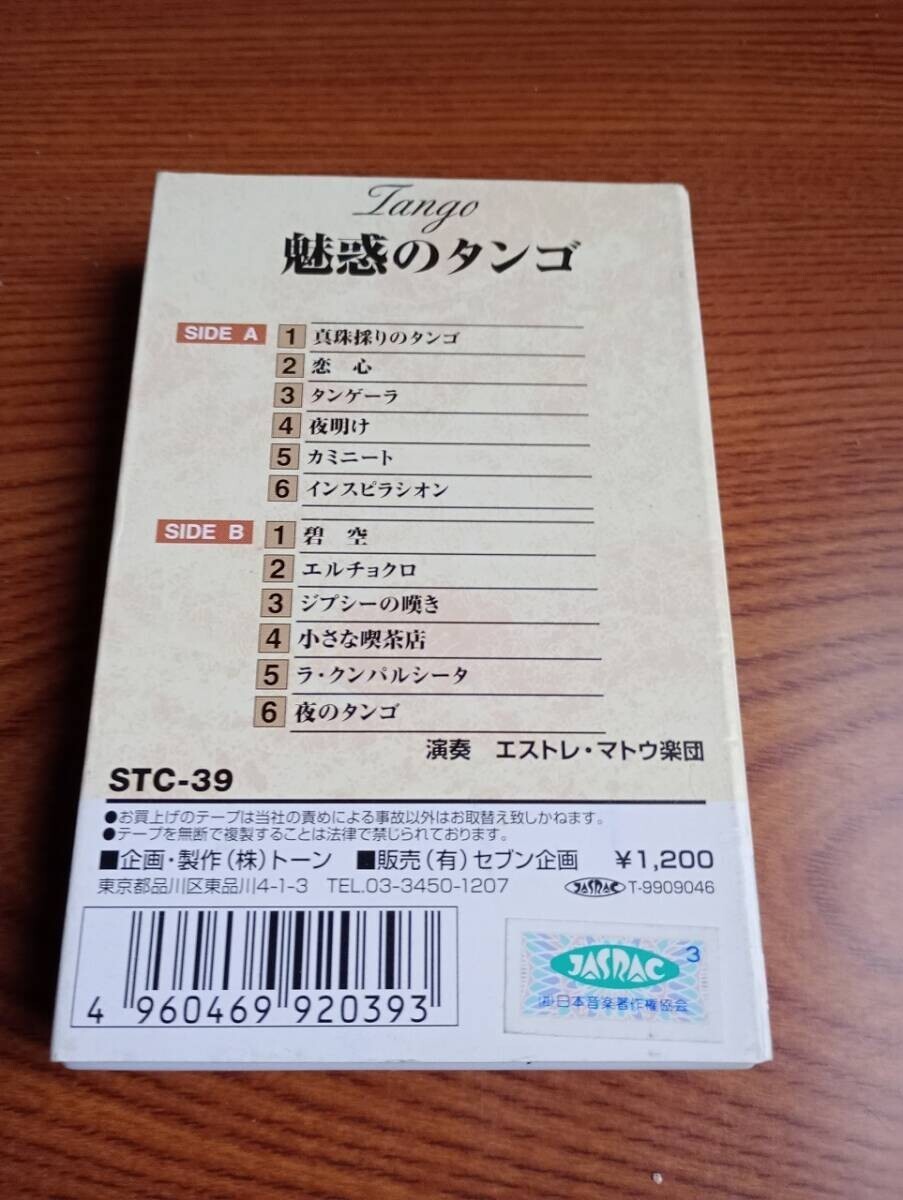 Tango
魅惑のタンゴ
SIDE A 1 真珠採りのタンゴ
2 恋 心
3 タンゲーラ
4 夜明け
5 カミニート
6 インスピラシオン
SIDE B 1 碧 空
2 エルチョクロ
3 ジプシーの嘆き
4 小さな喫茶店
5 ラ・クンパルシータ
6 夜のタンゴ
演奏 エストレ・マトウ楽団
STC-39
●お買上げのテープは当社の責めによる事故以外はお取替え致しかねます。
●テープを無断で複製することは法律で禁じられております。
■企画・製作(株)トーン ■販売(有)セブン企画 ¥1,200
東京都品川区東品川4-1-3 TEL.03-3450-1207 JASRAC T-9909046
4 960469 920393
3
JASRAC
(社)日本音楽著作権協会